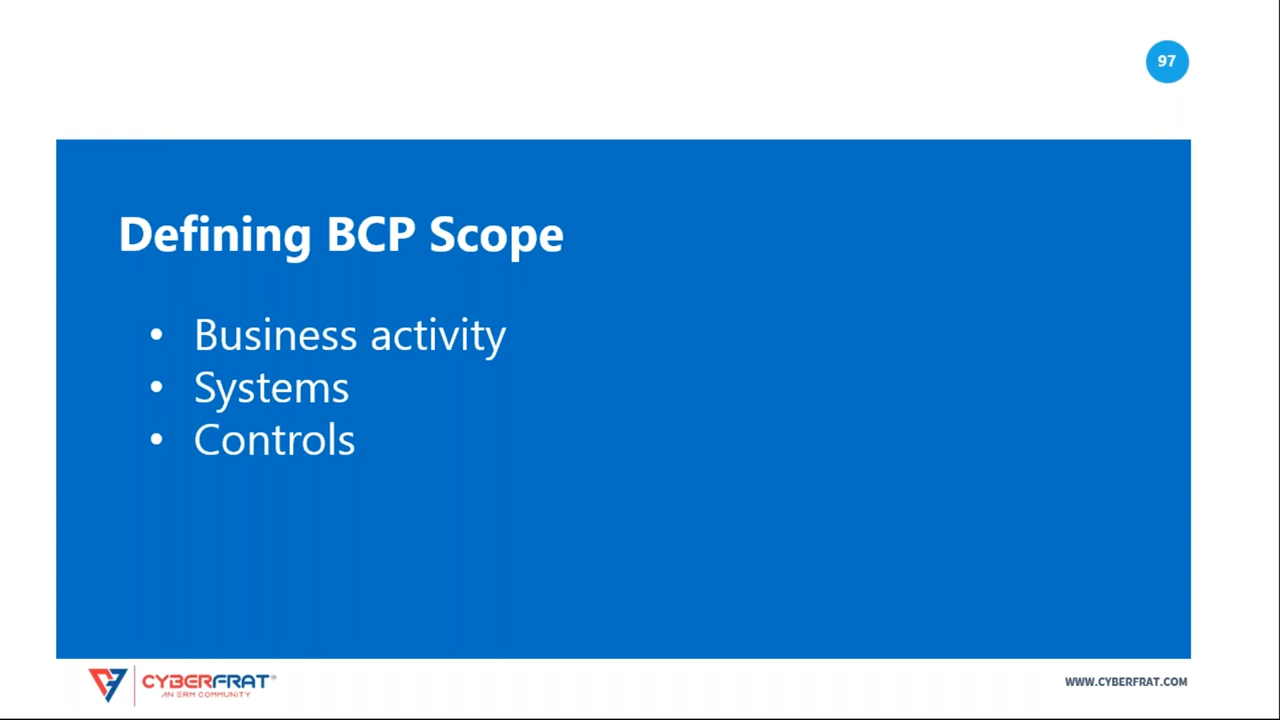 97
Defining BCP Scope
• Business activity
• Systems
• Controls
CYBERFRAT®
AN ERM COMMUNITY
WWW.CYBERFRAT.COM